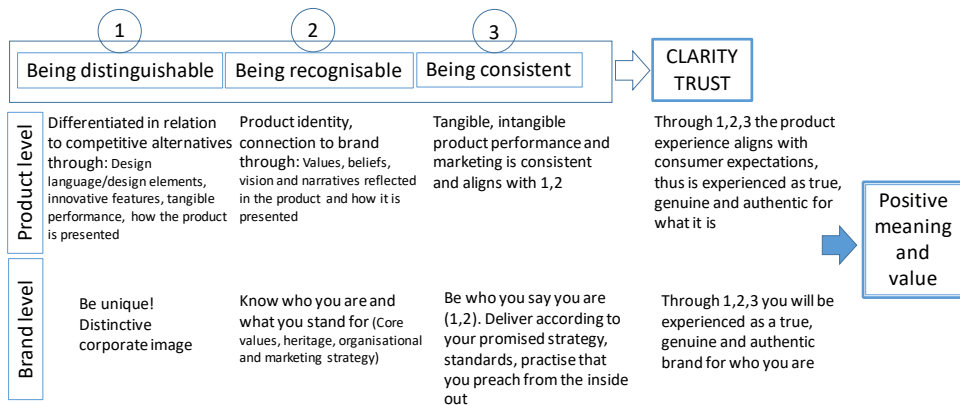 1
2
3
Being distinguishable
Being recognisable
Being consistent
CLARITY
TRUST
Product level
Differentiated in relation
to competitive alternatives
through: Design
language/design elements,
innovative features, tangible
performance, how the product
is presented
Product identity,
connection to brand
through: Values, beliefs,
vision and narratives reflected
in the product and how it is
presented
Tangible, intangible
product performance and
marketing is consistent
and aligns with 1,2
Through 1,2,3 the product
experience aligns with
consumer expectations,
thus is experienced as true,
genuine and authentic for
what it is
Positive
meaning
and
value
Brand level
Be unique!
Distinctive
corporate image
Know who you are and
what you stand for (Core
values, heritage, organisational
and marketing strategy)
Be who you say you are
(1,2). Deliver according to
your promised strategy,
standards, practise that
you preach from the inside
out
Through 1,2,3 you will be
experienced as a true,
genuine and authentic
brand for who you are